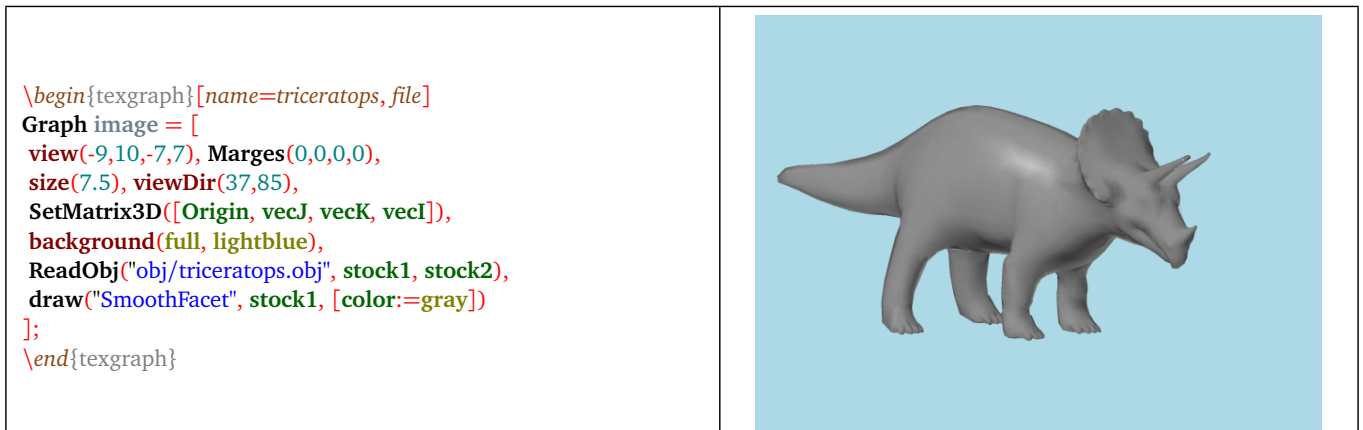 \begin{texgraph}[name=triceratops, file]
Graph image = [
view(-9,10,-7,7), Marges(0,0,0,0),
size(7.5), viewDir(37,85),
SetMatrix3D([Origin, vecJ, vecK, vecI]),
background(full, lightblue),
ReadObj("obj/triceratops.obj", stock1, stock2),
draw("SmoothFacet", stock1, [color:=gray])
];
\end{texgraph}